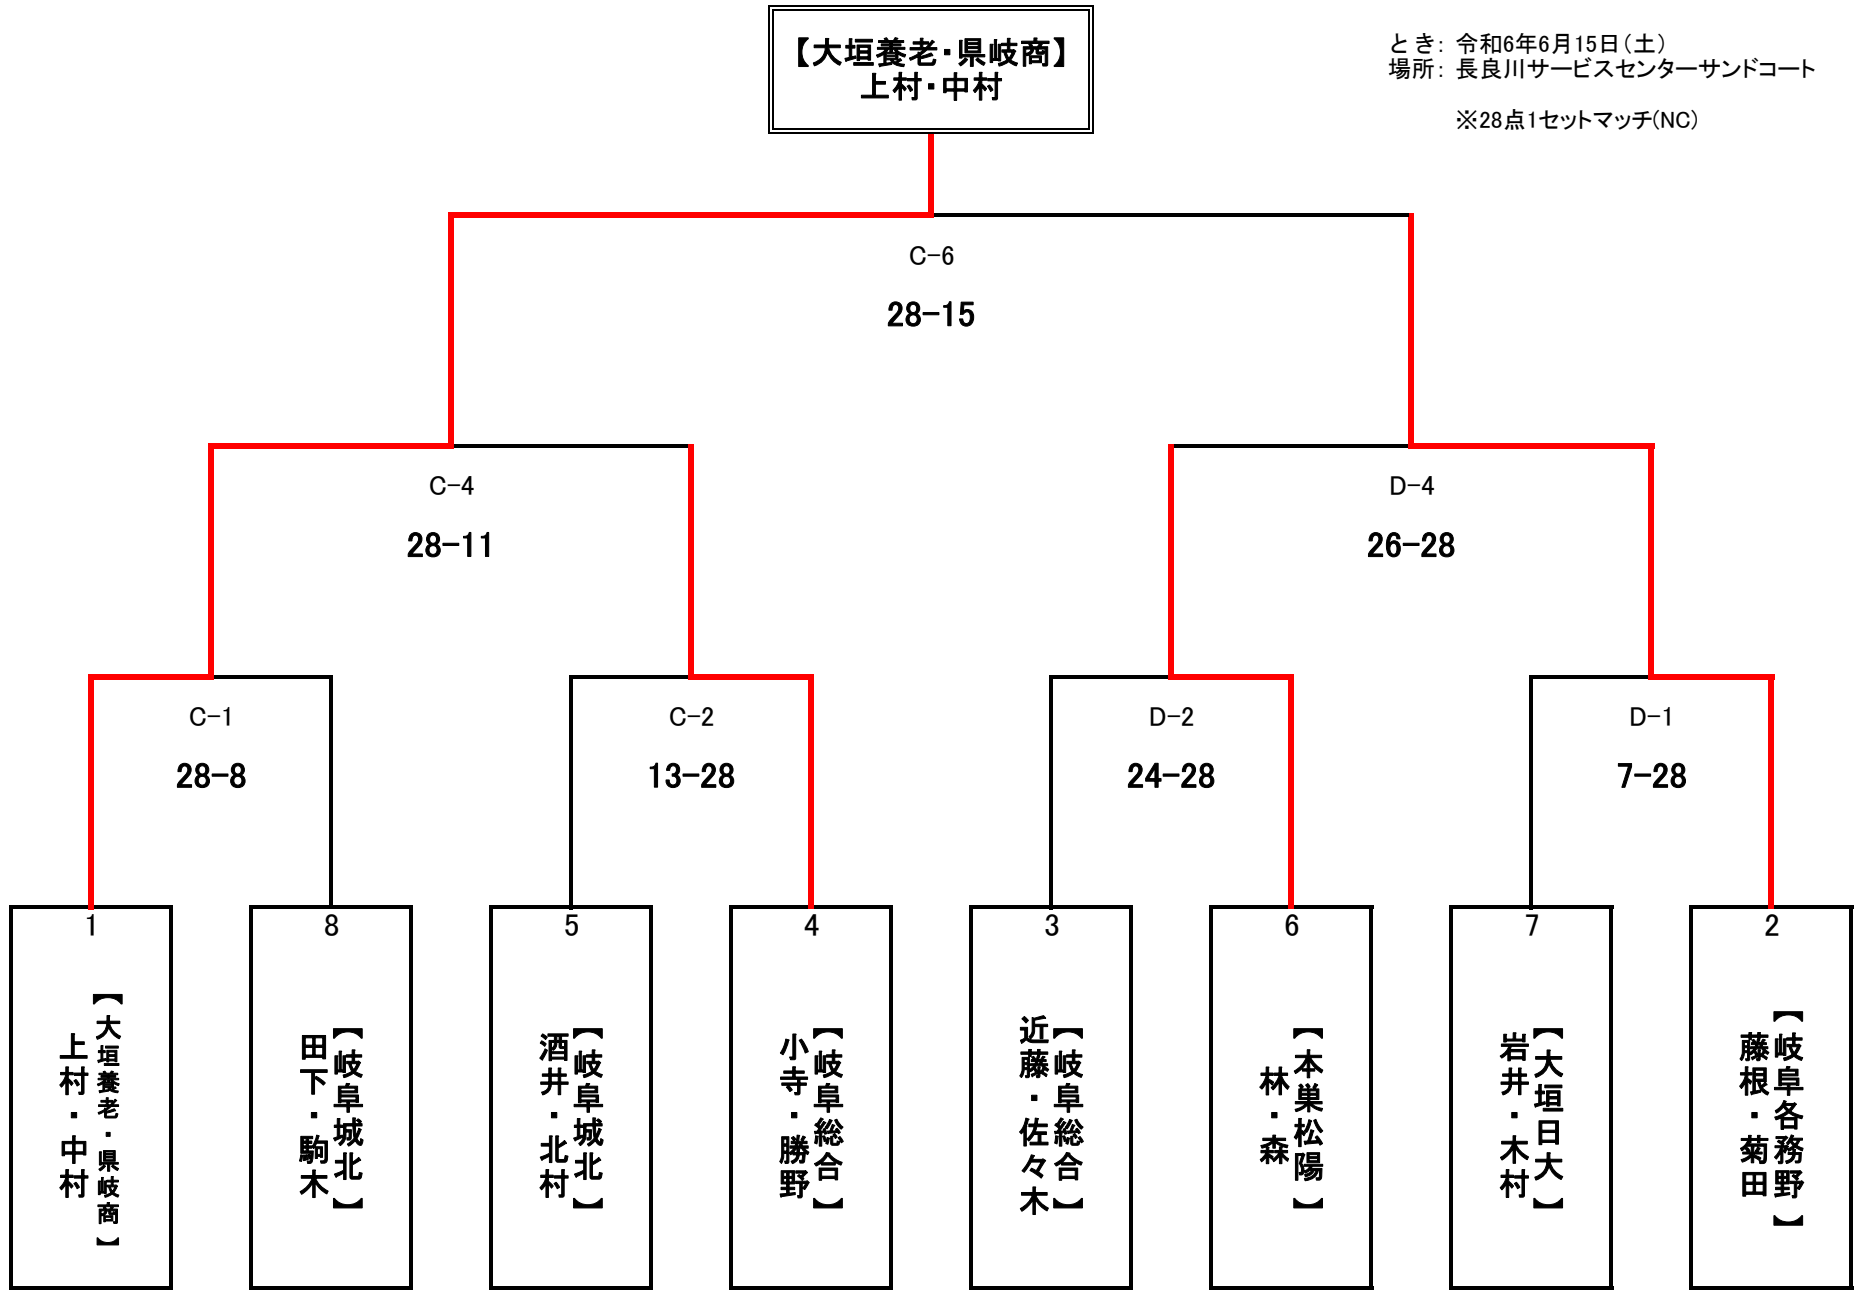 【大垣養老・県岐商】
上村・中村
とき： 令和6年6月15日（土）
場所： 長良川サービスセンターサンドコート
※28点1セットマッチ(NC)
C-6
28-15
C-4
28-11
D-4
26-28
C-1
28-8
C-2
13-28
D-2
24-28
D-1
7-28
1
【大垣養老・県岐商】
上村・中村
8
【岐阜城北】
田下・駒木
5
【岐阜城北】
酒井・北村
4
【岐阜総合】
小寺・勝野
3
【岐阜総合】
近藤・佐々木
6
【本巣松陽】
林・森
7
【大垣日大】
岩井・木村
2
【岐阜各務野】
藤根・菊田